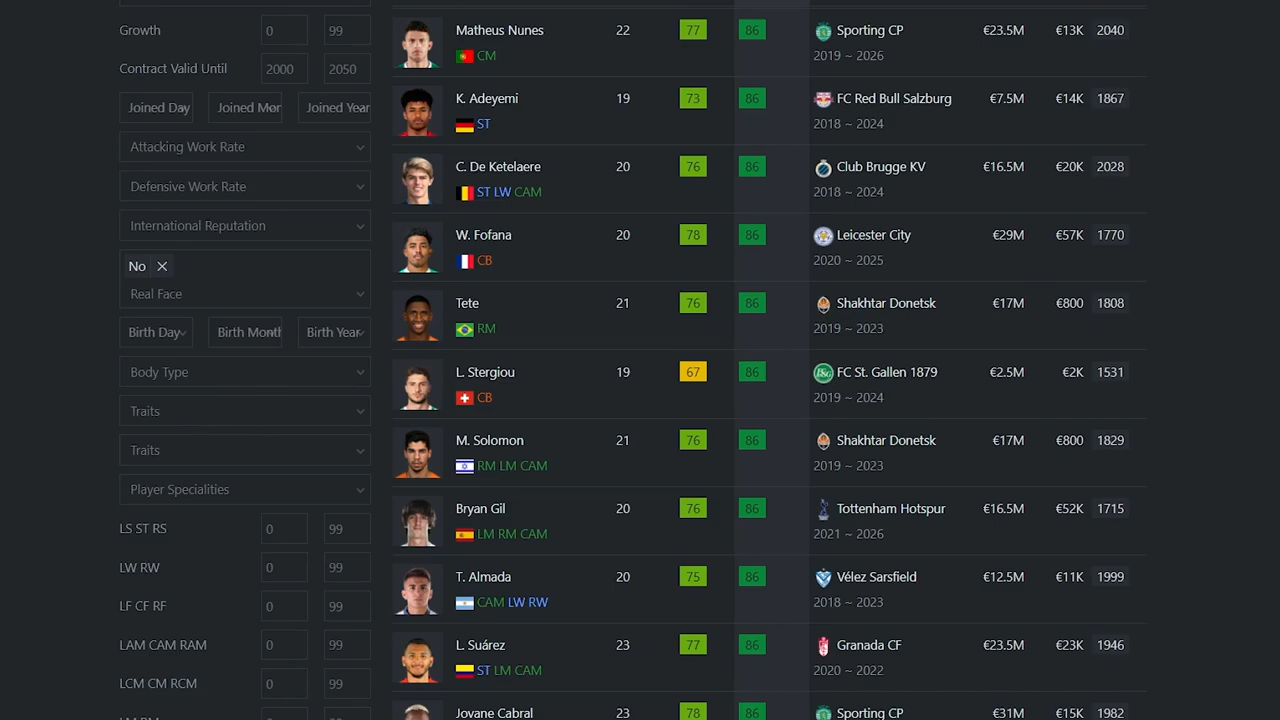 Growth 0 99
Contract Valid Until 2000 2050
Joined Day Joined Mor Joined Year
Attacking Work Rate
Defensive Work Rate
International Reputation
No
Real Face
Birth Day Birth Month Birth Year
Body Type
Traits
Traits
Player Specialities
LS ST RS 0 99
LW RW 0 99
LF CF RF 0 99
LAM CAM RAM 0 99
LCM CM RCM 0 99
Matheus Nunes 22 77 86 Sporting CP €23.5M €13K 2040
CM 2019 ~ 2026
K. Adeyemi 19 73 86 FC Red Bull Salzburg €7.5M €14K 1867
ST 2018 ~ 2024
C. De Ketelaere 20 76 86 Club Brugge KV €16.5M €20K 2028
ST LW CAM 2018 ~ 2024
W. Fofana 20 78 86 Leicester City €29M €57K 1770
CB 2020 ~ 2025
Tete 21 76 86 Shakhtar Donetsk €17M €800 1808
RM 2019 ~ 2023
L. Stergiou 19 67 86 FC St. Gallen 1879 €2.5M €2K 1531
CB 2019 ~ 2024
M. Solomon 21 76 86 Shakhtar Donetsk €17M €800 1829
RM LM CAM 2019 ~ 2023
Bryan Gil 20 76 86 Tottenham Hotspur €16.5M €52K 1715
LM RM CAM 2021 ~ 2026
T. Almada 20 75 86 Vélez Sarsfield €12.5M €11K 1999
CAM LW RW 2018 ~ 2023
L. Suárez 23 77 86 Granada CF €23.5M €23K 1946
ST LM CAM 2020 ~ 2022
Jovane Cabral 23 78 86 Sporting CP €31M €15K 1982